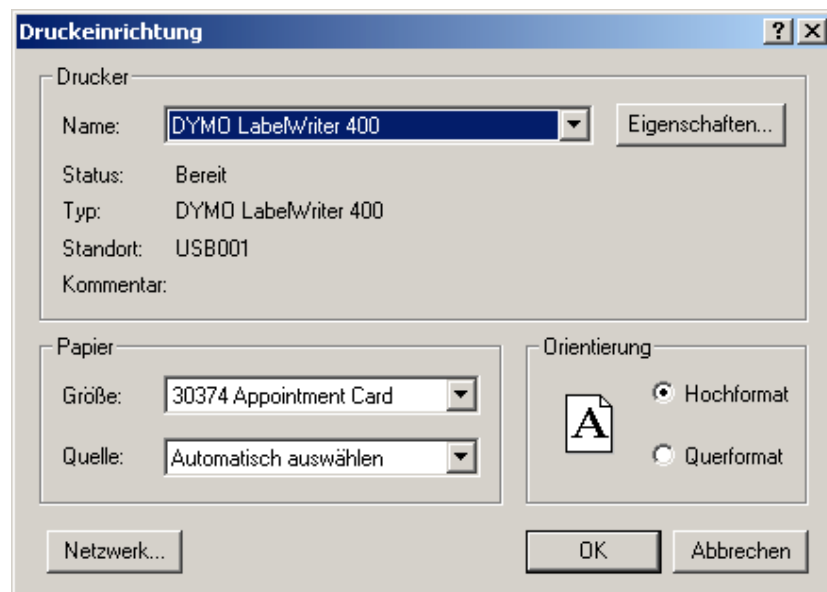 Druckeinrichtung
Drucker
Name: DYMO LabelWriter 400 Eigenschaften...
Status: Bereit
Typ: DYMO LabelWriter 400
Standort: USB001
Kommentar:
Papier
Größe: 30374 Appointment Card
Quelle: Automatisch auswählen
Orientierung
A
Hochformat
Querformat
Netzwerk... OK Abbrechen